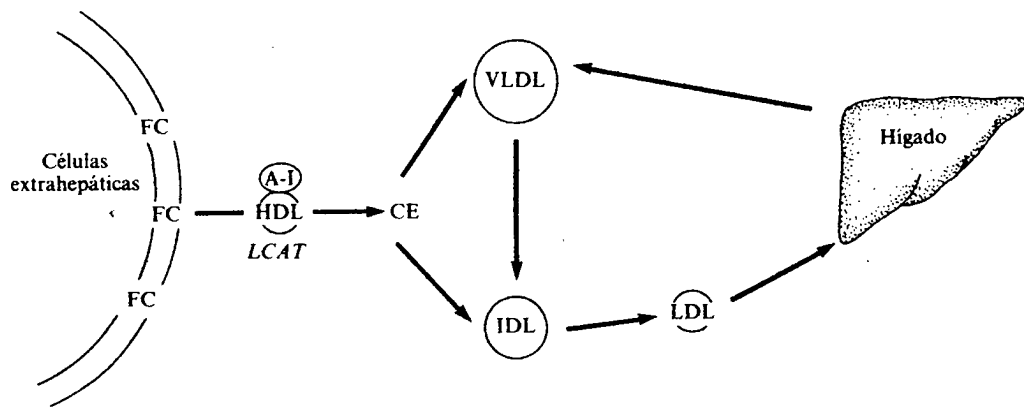 FC
Células
extrahepáticas
FC
FC
A-I
HDL
LCAT
CE
VLDL
IDL
LDL
Hígado